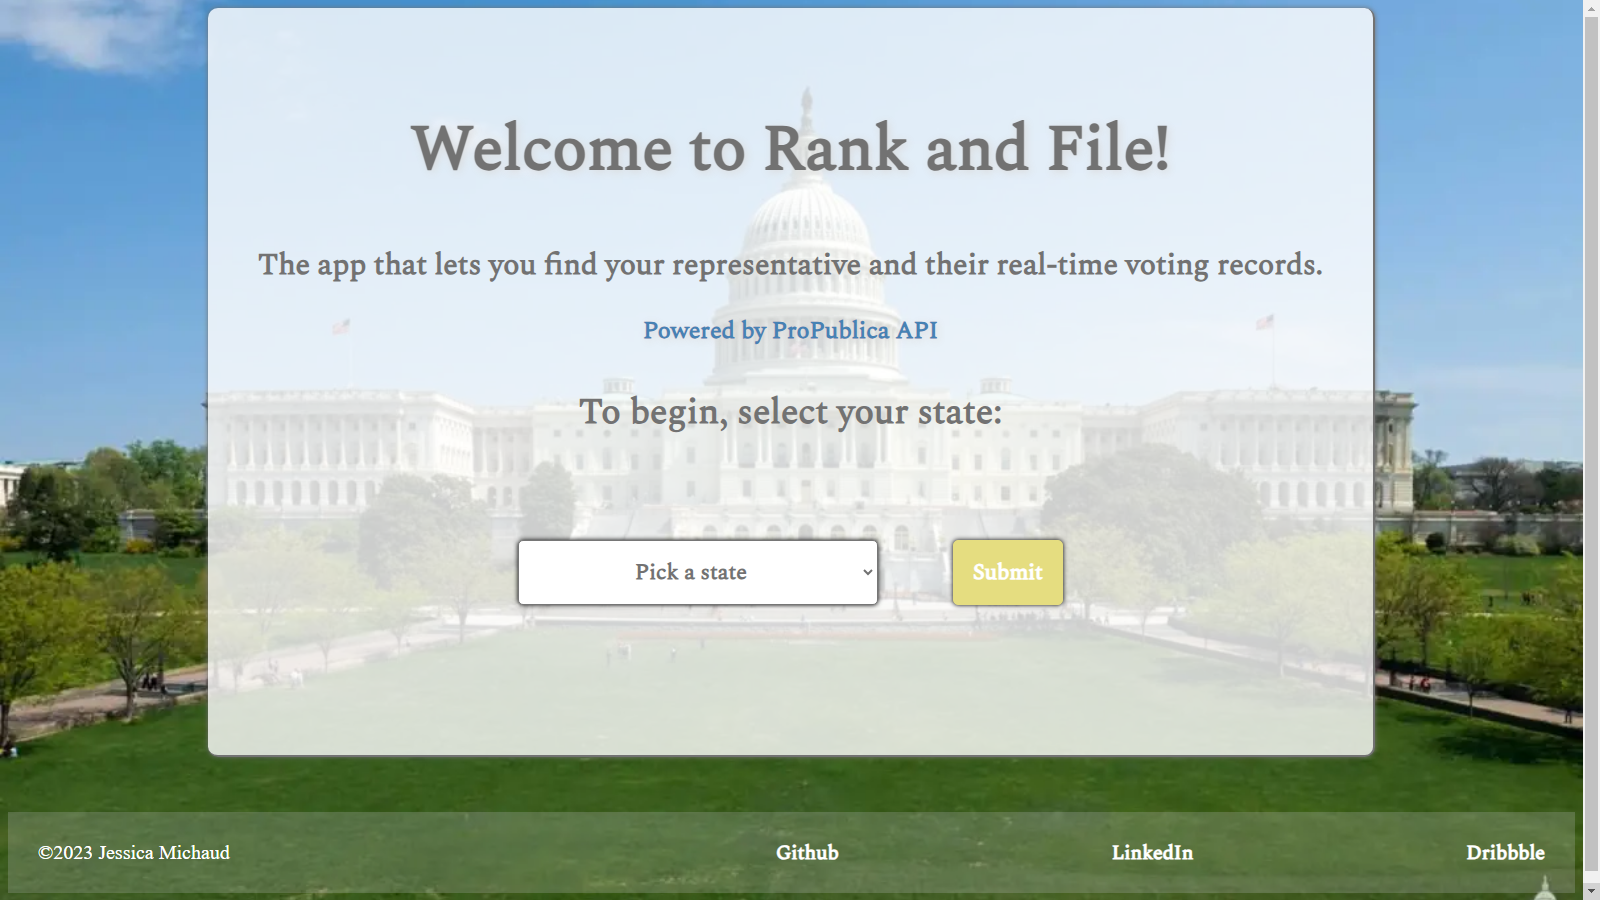 Welcome to Rank and File!
The app that lets you find your representative and their real-time voting records.
Powered by ProPublica API
To begin, select your state:
Pick a state
Submit
©2023 Jessica Michaud
Github
LinkedIn
Dribbble